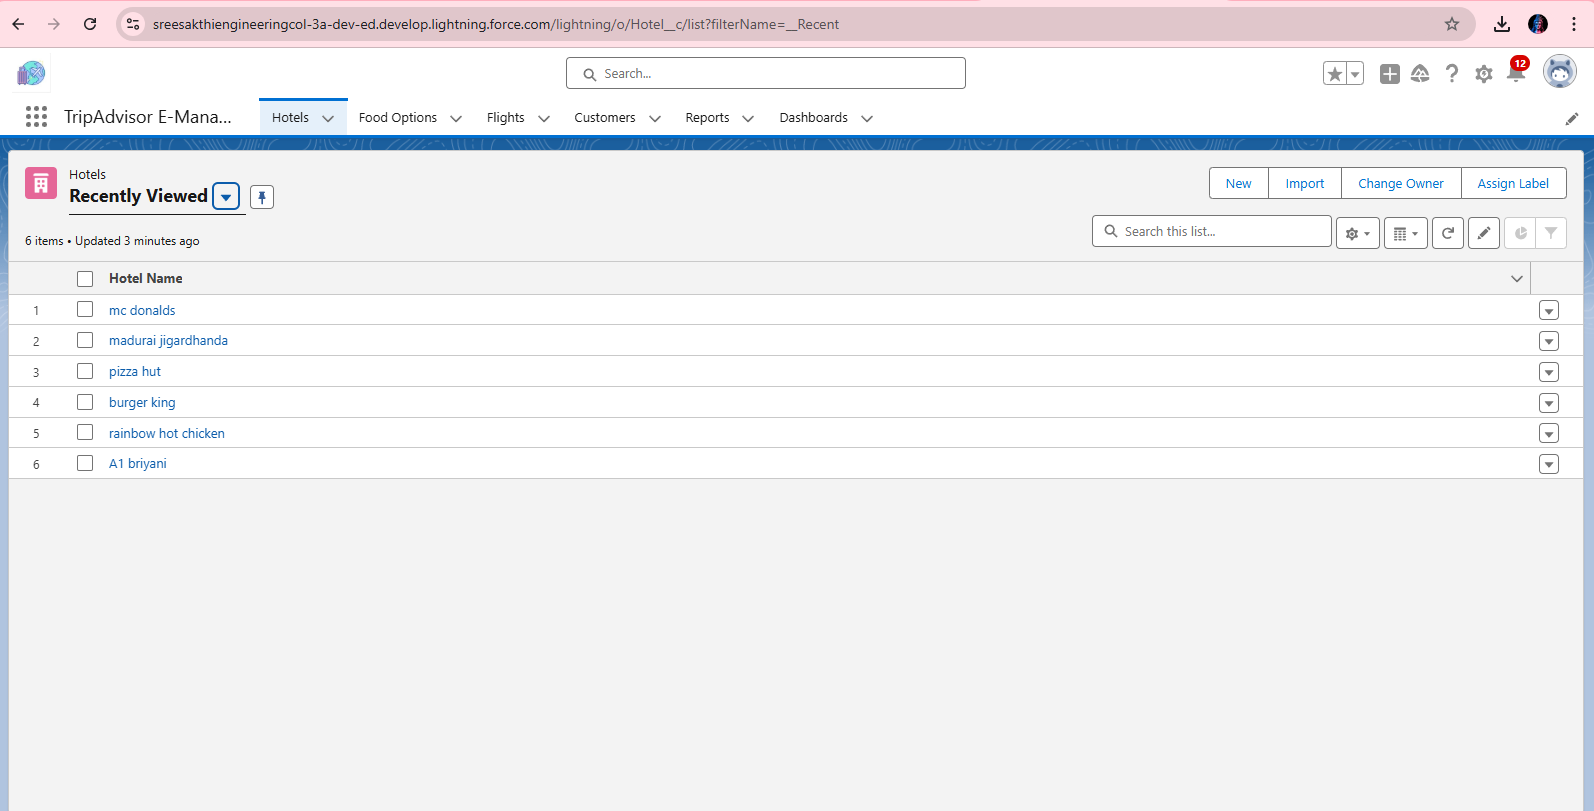 sreesakthiengineeringcol-3a-dev-ed.develop.lightning.force.com/lightning/o/Hotel__c/list?filterName=__Recent
Search...
12
TripAdvisor E-Mana... Hotels Food Options Flights Customers Reports Dashboards
Hotels
Recently Viewed
New Import Change Owner Assign Label
6 items • Updated 3 minutes ago
Search this list...
Hotel Name
1 mc donalds
2 madurai jigardhanda
3 pizza hut
4 burger king
5 rainbow hot chicken
6 A1 briyani